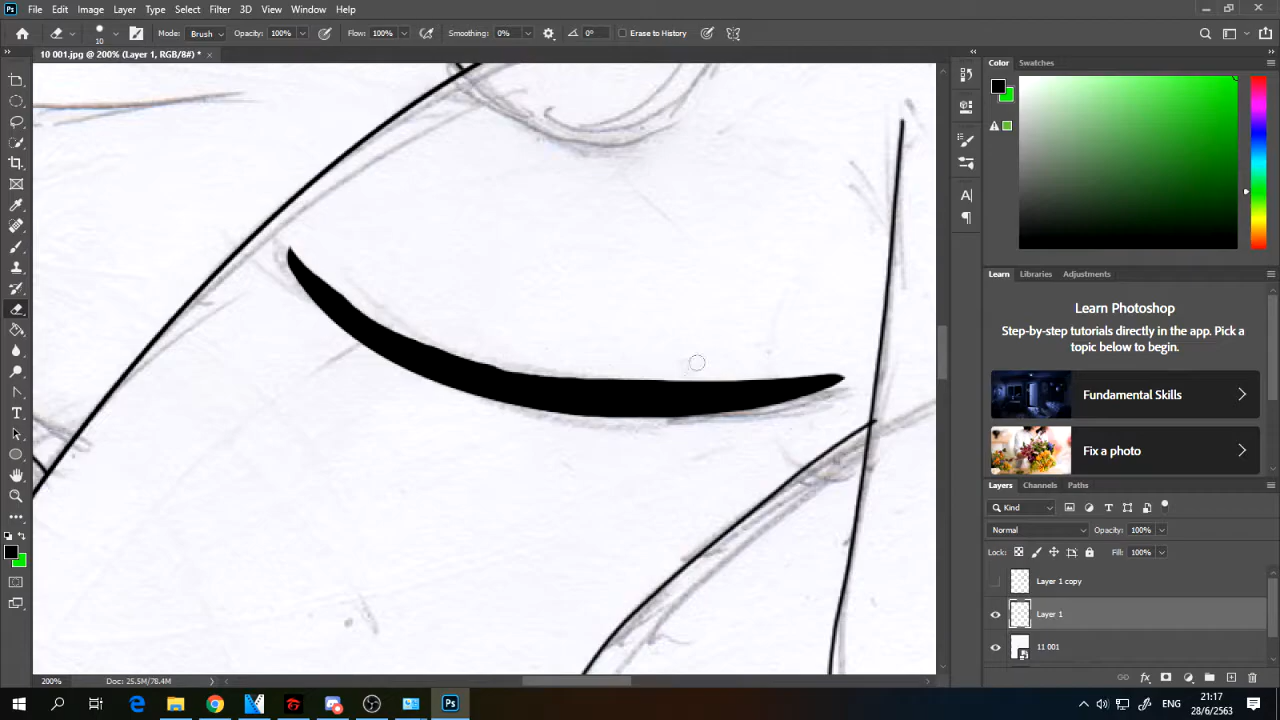 Ps File Edit Image Layer Type Select Filter 3D View Window Help
10 Mode: Brush Opacity: 100% Flow: 100% Smoothing: 0% 0° Erase to History
10 001.jpg @ 200% (Layer 1, RGB/8#) *
Color Swatches
Learn Libraries Adjustments
Learn Photoshop
Step-by-step tutorials directly in the app. Pick a
topic below to begin.
Fundamental Skills
Fix a photo
Layers Channels Paths
Kind
Normal Opacity: 100%
Lock: Fill: 100%
Layer 1 copy
Layer 1
11 001
200% Doc: 25.5M/78.4M
Ps
21:17
28/6/2563